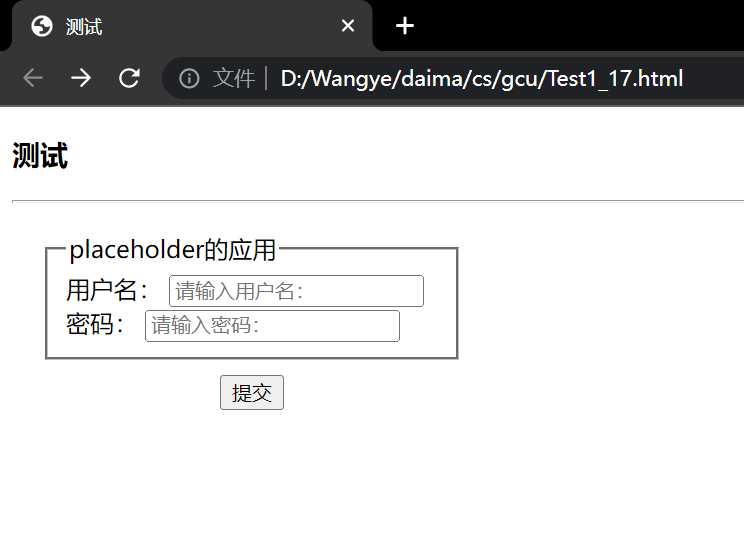 测试
文件 D:/Wangye/daima/cs/gcu/Test1_17.html
测试
placeholder的应用
用户名： 请输入用户名：
密码： 请输入密码：
提交